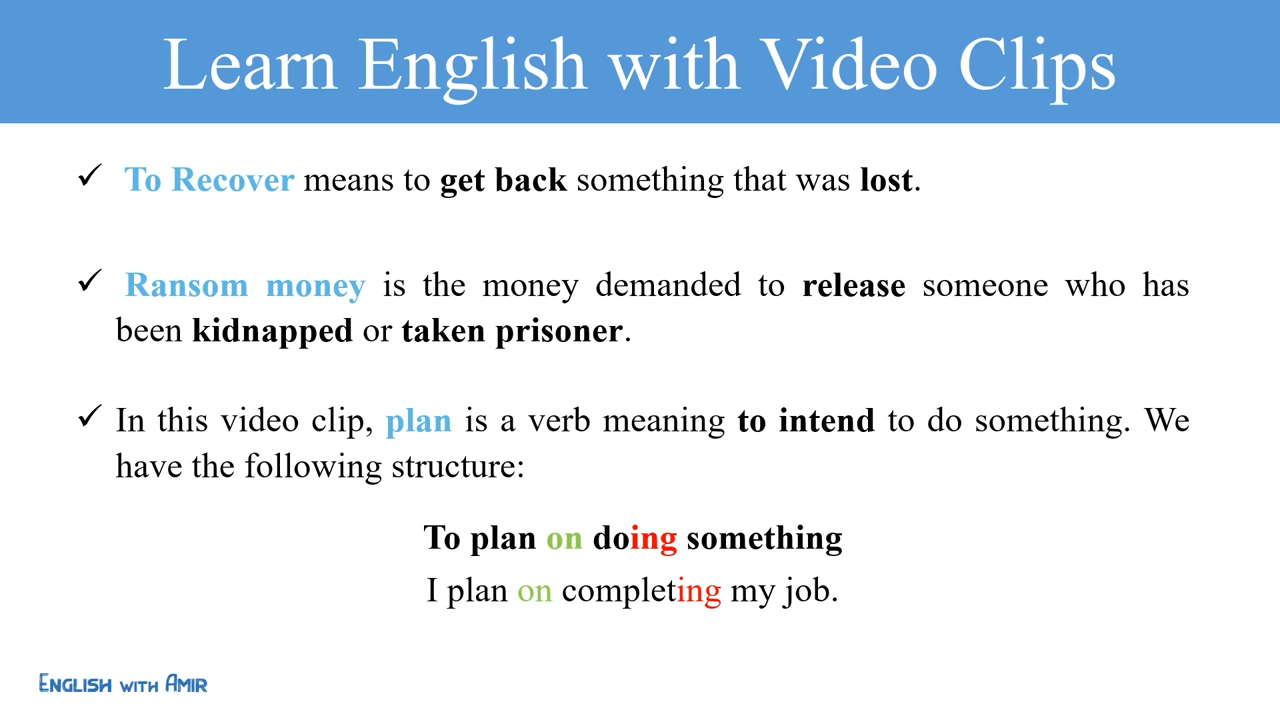 Learn English with Video Clips
✓ To Recover means to get back something that was lost.
✓ Ransom money is the money demanded to release someone who has
been kidnapped or taken prisoner.
✓ In this video clip, plan is a verb meaning to intend to do something. We
have the following structure:
To plan on doing something
I plan on completing my job.
English with Amir